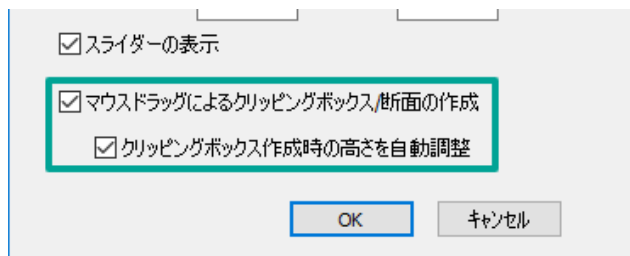 スライダーの表示
マウスドラッグによるクリッピングボックス/断面の作成
クリッピングボックス作成時の高さを自動調整
OK キャンセル